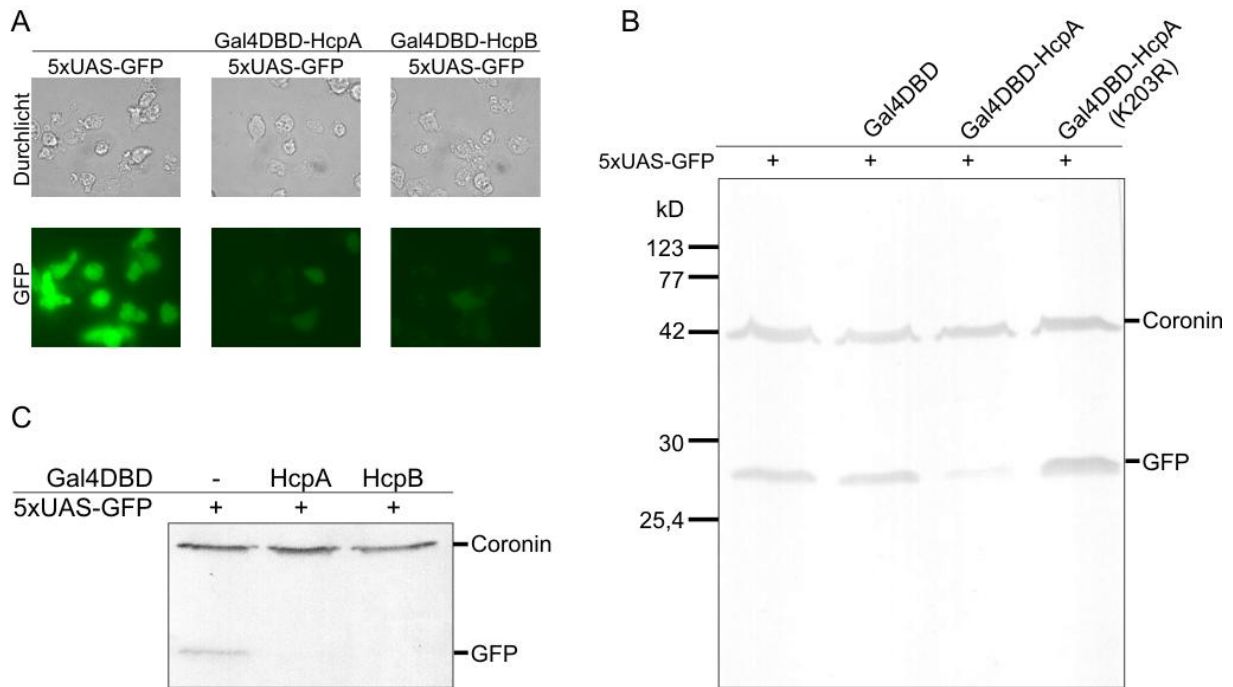 A
Gal4DBD-HcpA Gal4DBD-HcpB
5xUAS-GFP 5xUAS-GFP 5xUAS-GFP
Durchlicht
GFP
B
Gal4DBD
Gal4DBD-HcpA
Gal4DBD-HcpA
(K203R)
5xUAS-GFP + + + +
kD
123
77
42
30
25,4
Coronin
GFP
C
Gal4DBD - HcpA HcpB
5xUAS-GFP + + +
Coronin
GFP